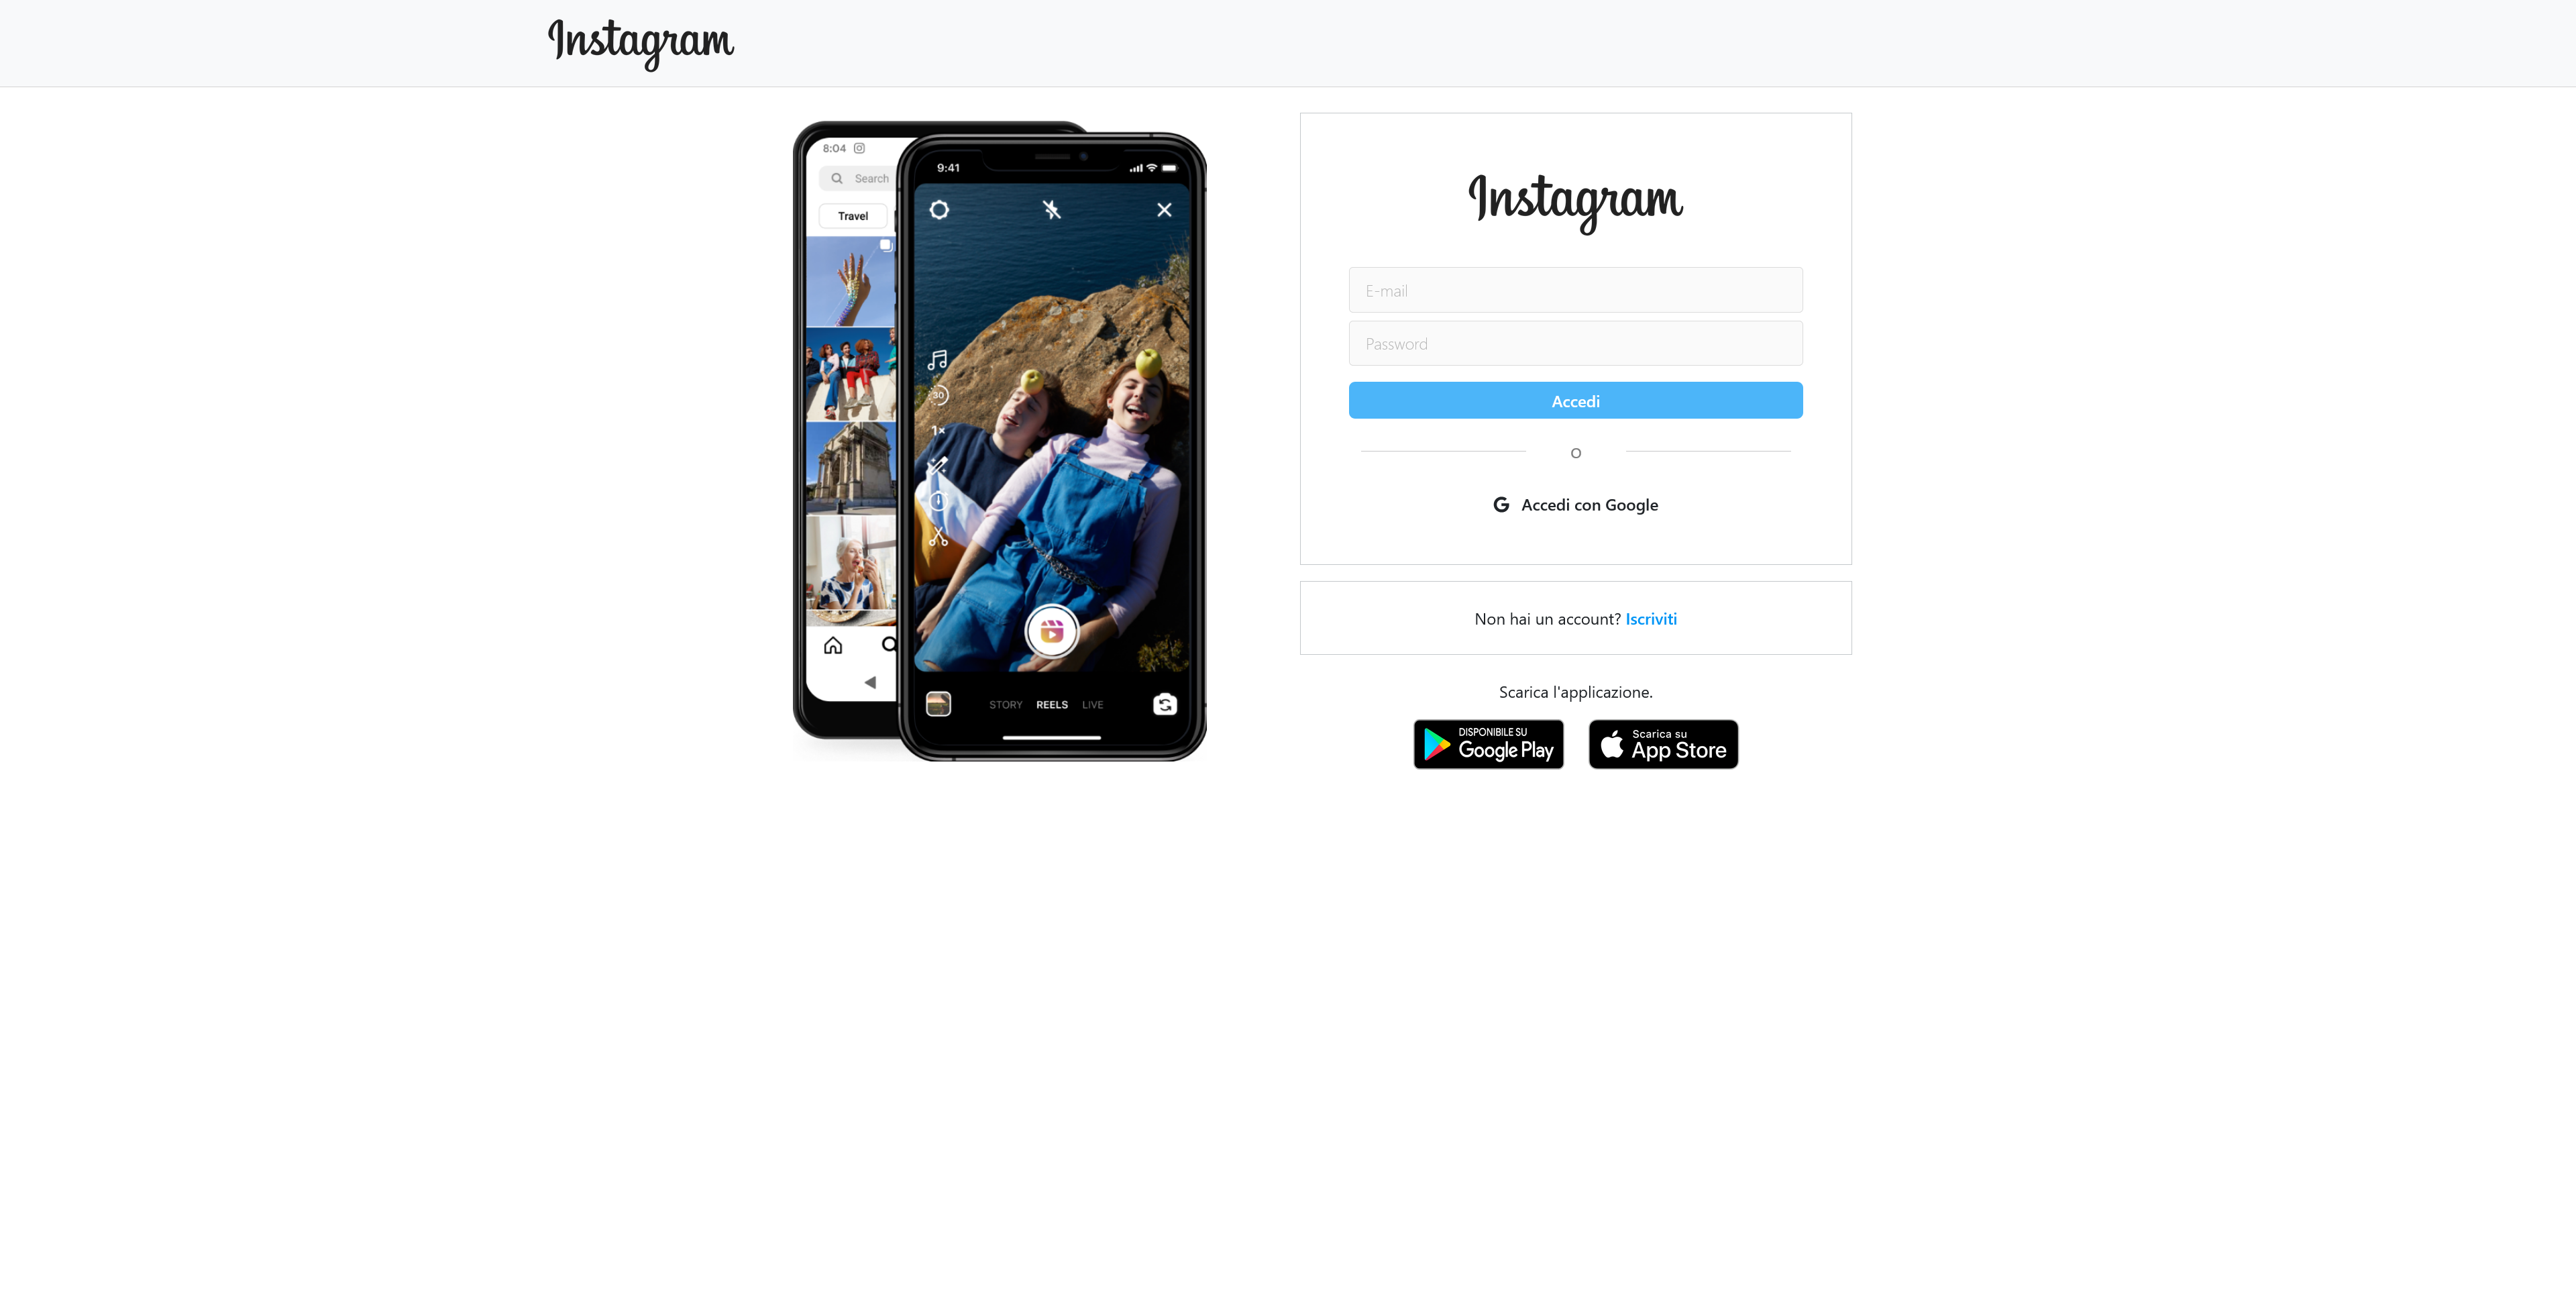 Instagram
8:04
Search
Travel
9:41
30
1×
STORY REELS LIVE
Instagram
E-mail
Password
Accedi
O
Accedi con Google
Non hai un account? Iscriviti
Scarica l'applicazione.
DISPONIBILE SU
Google Play
Scarica su
App Store